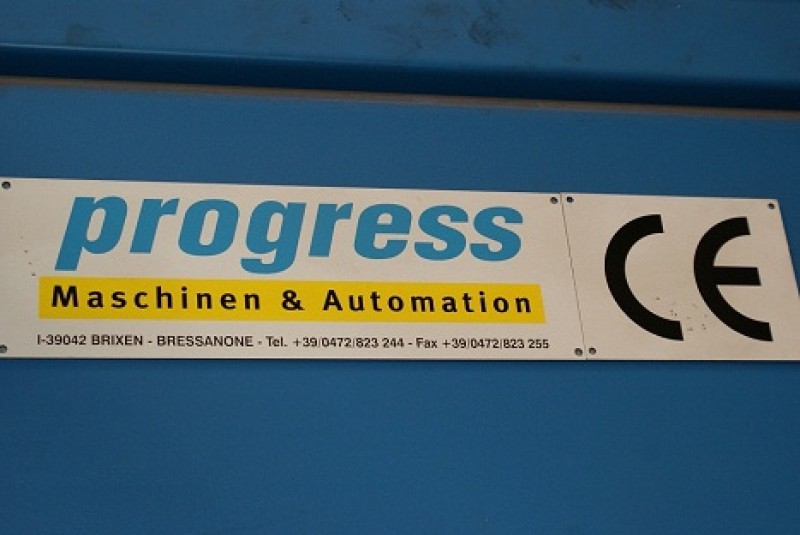 progress
Maschinen & Automation
I-39042 BRIXEN - BRESSANONE - Tel. +39/0472/823 244 - Fax +39/0472/823 255
CE